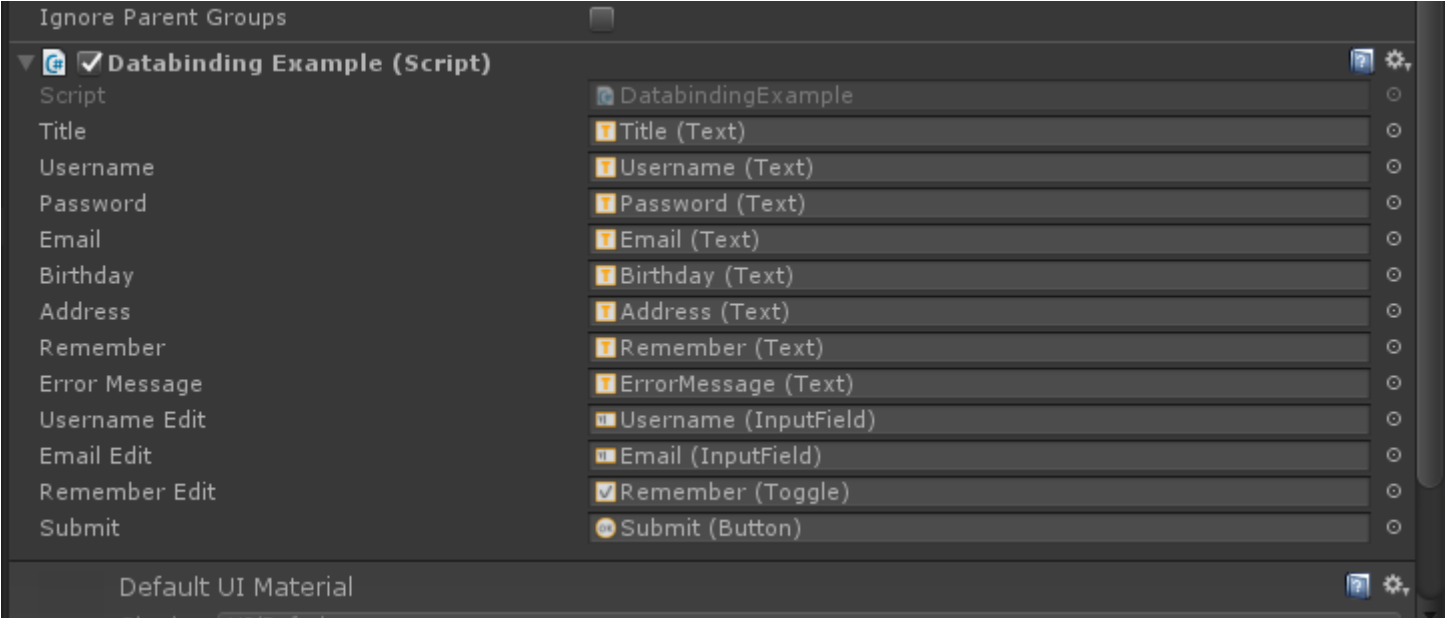 Ignore Parent Groups
Databinding Example (Script)
Script DatabindingExample
Title Title (Text)
Username Username (Text)
Password Password (Text)
Email Email (Text)
Birthday Birthday (Text)
Address Address (Text)
Remember Remember (Text)
Error Message ErrorMessage (Text)
Username Edit Username (InputField)
Email Edit Email (InputField)
Remember Edit Remember (Toggle)
Submit Submit (Button)
Default UI Material